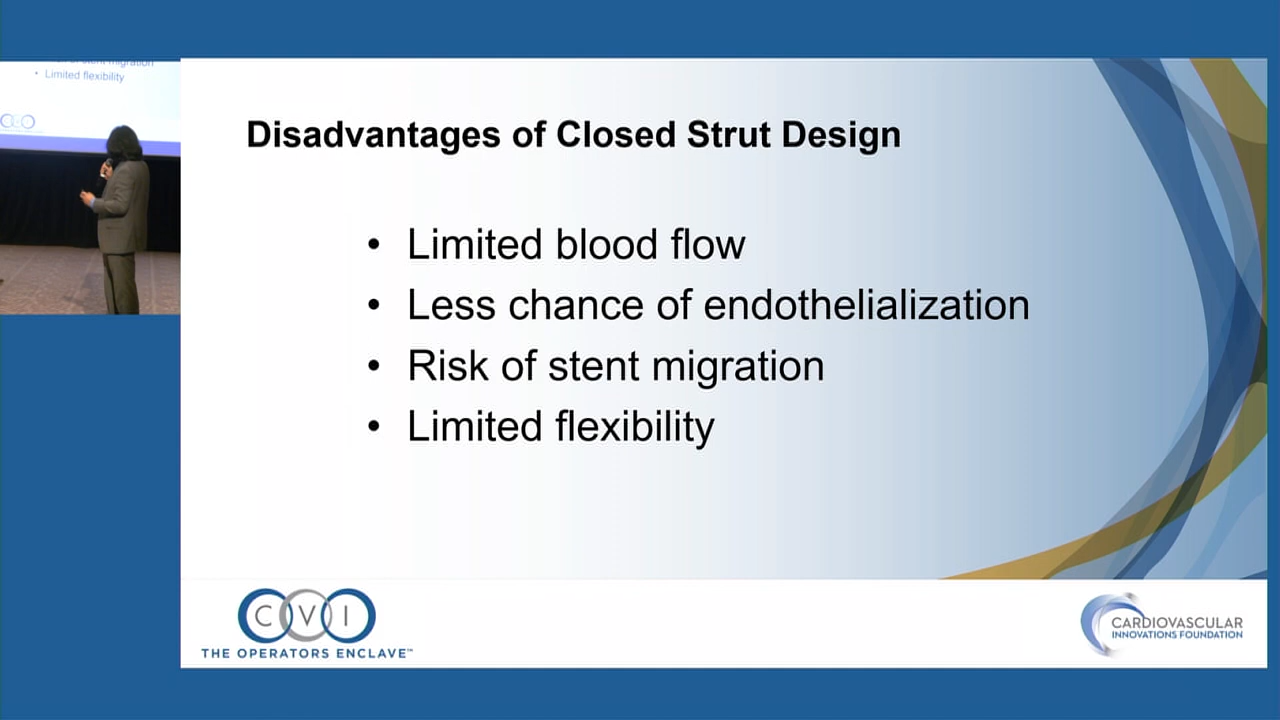 • Limited flexibility
Disadvantages of Closed Strut Design
• Limited blood flow
• Less chance of endothelialization
• Risk of stent migration
• Limited flexibility
CVI
THE OPERATORS ENCLAVE™
CARDIOVASCULAR
INNOVATIONS FOUNDATION